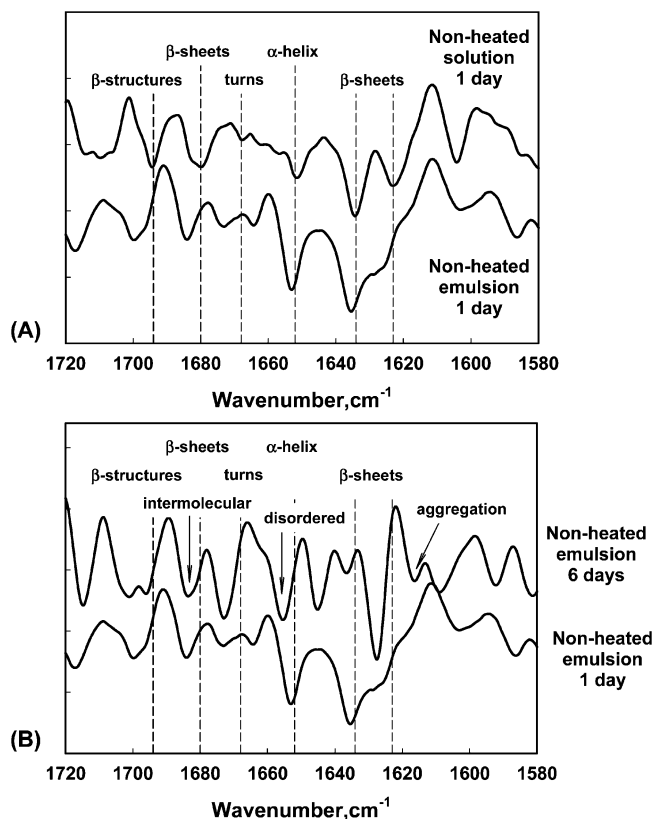 (A)
β-structures
β-sheets
turns
α-helix
β-sheets
Non-heated
solution
1 day
Non-heated
emulsion
1 day
1720 1700 1680 1660 1640 1620 1600 1580
Wavenumber,cm-1
(B)
β-sheets α-helix
β-structures turns β-sheets
intermolecular
disordered
aggregation
Non-heated
emulsion
6 days
Non-heated
emulsion
1 day
1720 1700 1680 1660 1640 1620 1600 1580
Wavenumber,cm-1